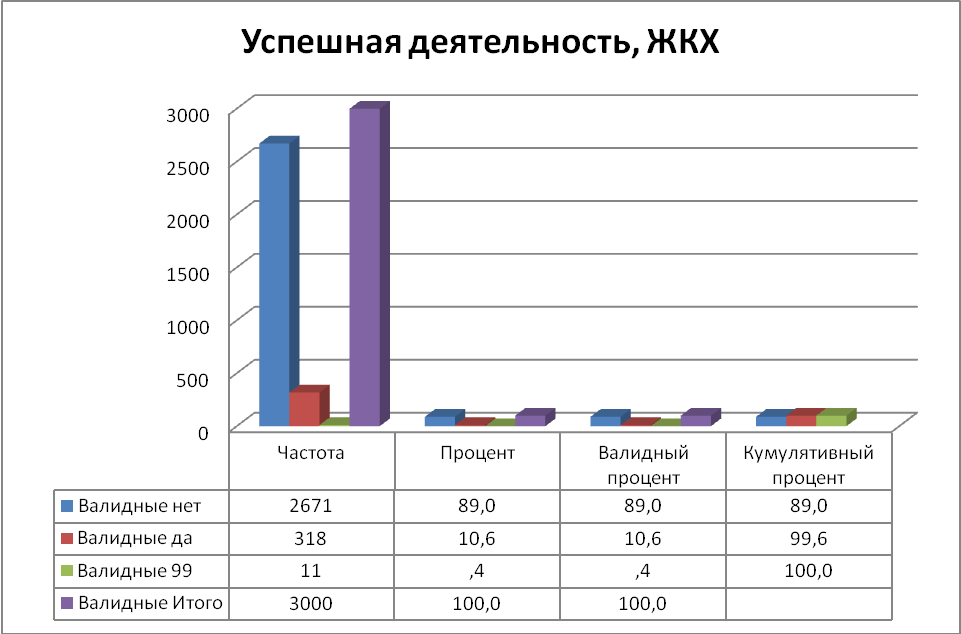 Успешная деятельность, ЖКХ
3000
2500
2000
1500
1000
500
0
Частота Процент Валидный процент Кумулятивный процент
Валидные нет 2671 89,0 89,0 89,0
Валидные да 318 10,6 10,6 99,6
Валидные 99 11 ,4 ,4 100,0
Валидные Итого 3000 100,0 100,0